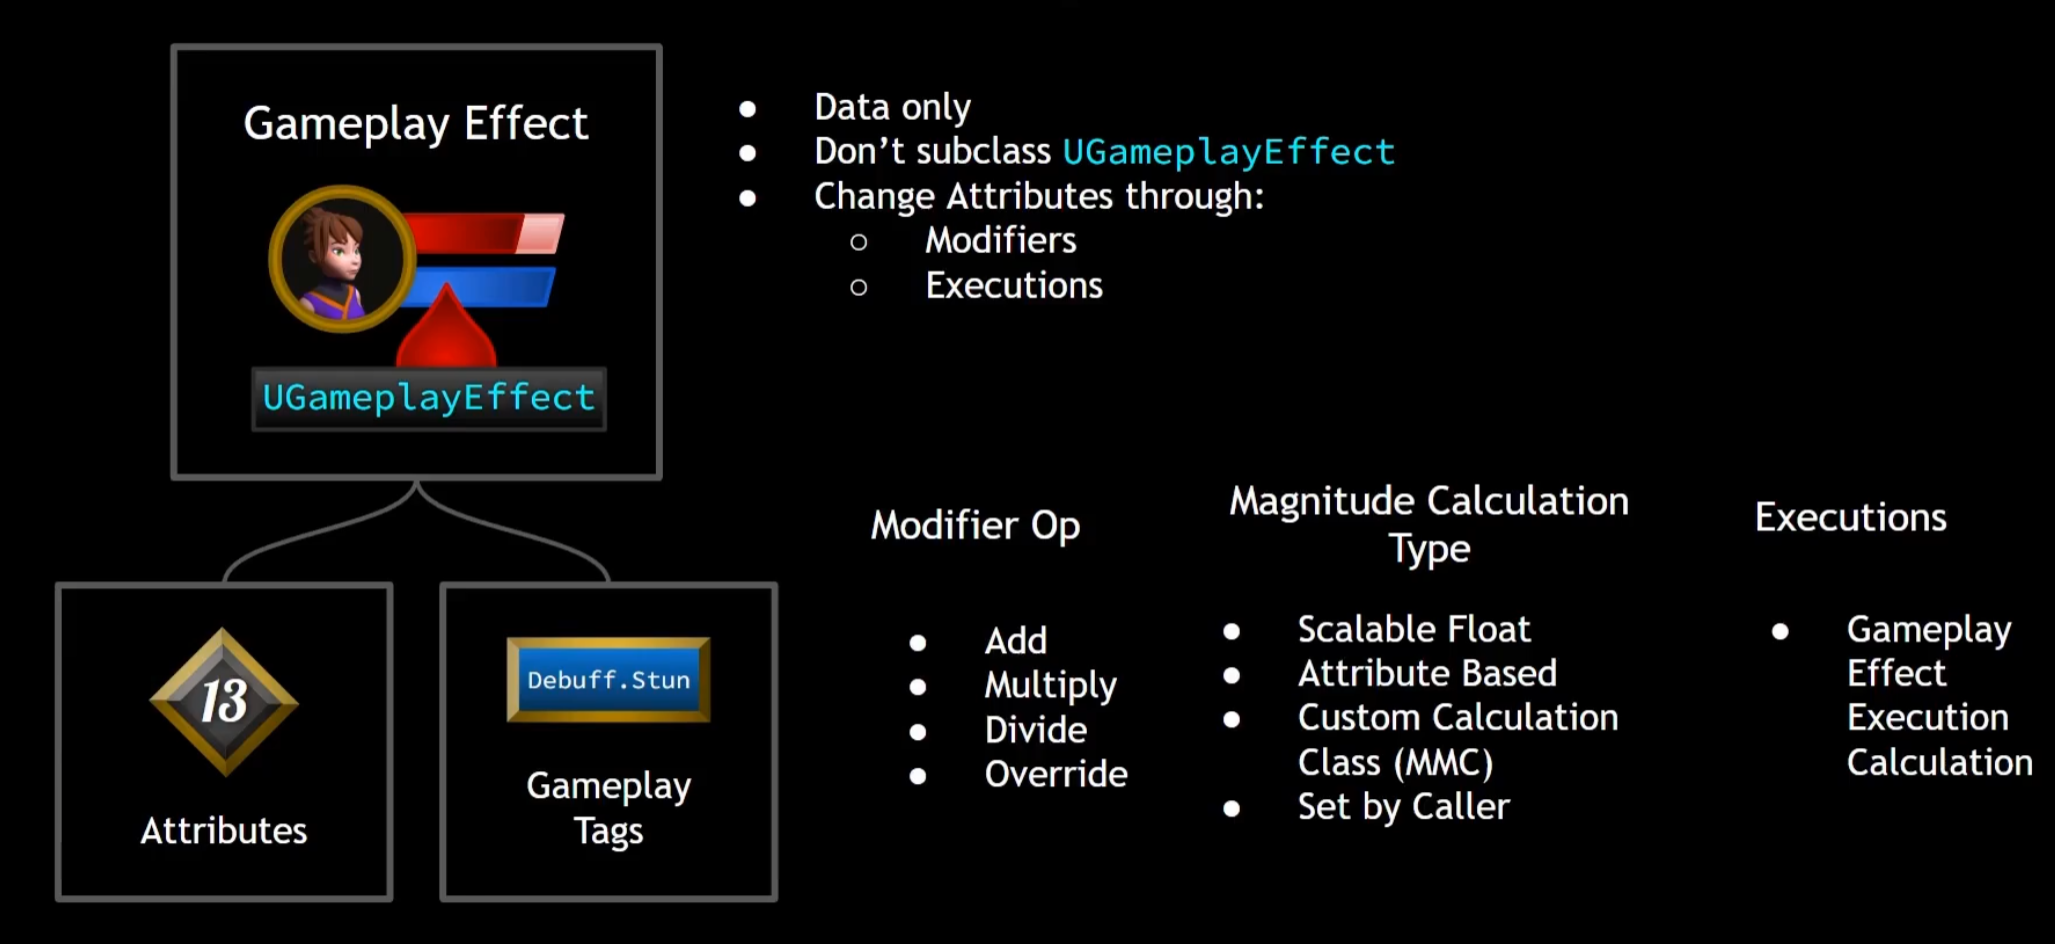 Gameplay Effect
UGameplayEffect
● Data only
● Don't subclass UGameplayEffect
● Change Attributes through:
○ Modifiers
○ Executions
13
Attributes
Debuff.Stun
Gameplay
Tags
Modifier Op
● Add
● Multiply
● Divide
● Override
Magnitude Calculation
Type
● Scalable Float
● Attribute Based
● Custom Calculation
Class (MMC)
● Set by Caller
Executions
● Gameplay
Effect
Execution
Calculation